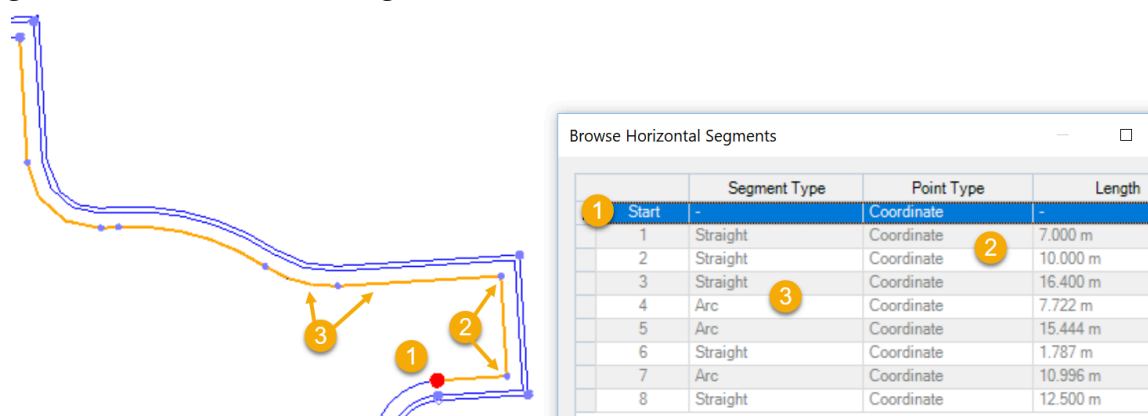 Browse Horizontal Segments
Segment Type Point Type Length
1 Start - Coordinate -
1 Straight Coordinate 7.000 m
2
2 Straight Coordinate 10.000 m
3 Straight Coordinate 16.400 m
3
4 Arc Coordinate 7.722 m
5 Arc Coordinate 15.444 m
6 Straight Coordinate 1.787 m
7 Arc Coordinate 10.996 m
8 Straight Coordinate 12.500 m
3
2
1